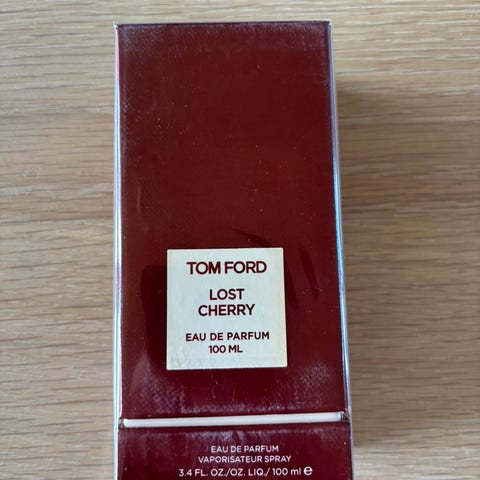 TOM FORD
LOST
CHERRY
EAU DE PARFUM
100 ML
EAU DE PARFUM
VAPORISATEUR SPRAY
3.4 FL. OZ./OZ. LIQ./ 100 ml ℮